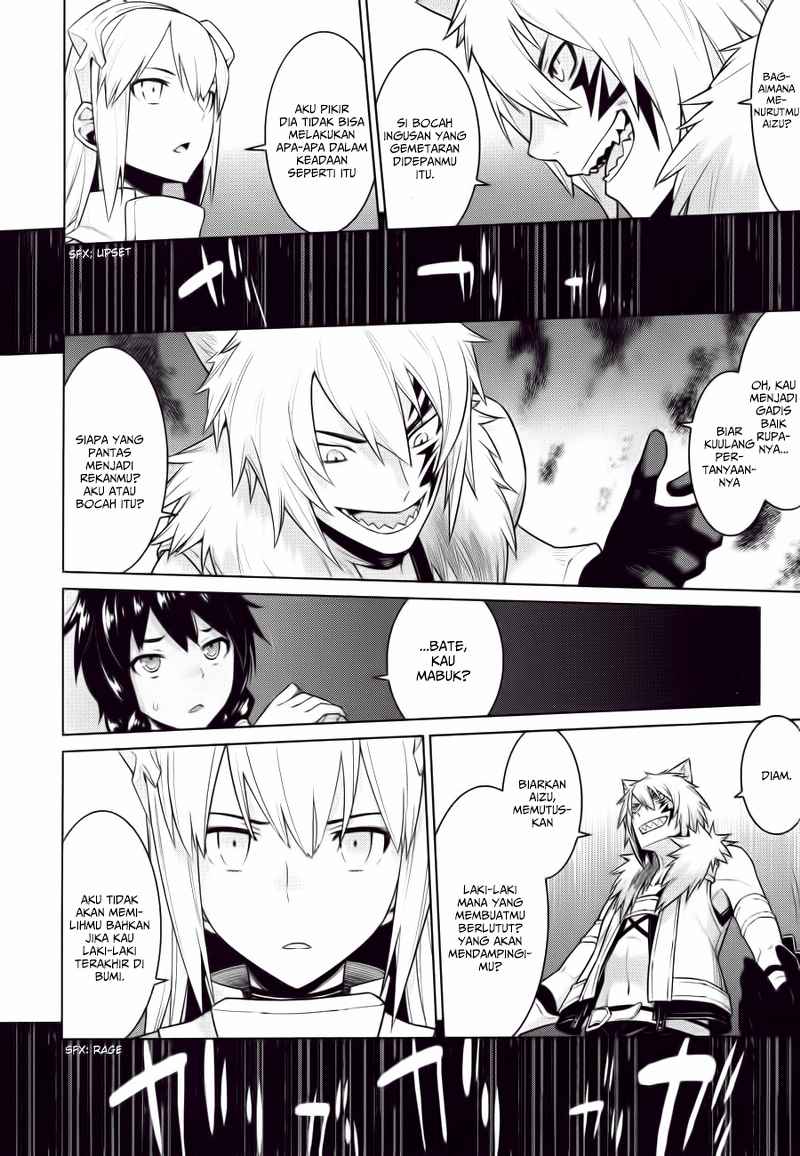 BAG-
AIMANA
ME-
NURUTMU
AIZU?
SI BOCAH
INGUSAN YANG
GEMETARAN
DIDEPANMU
ITU.
AKU PIKIR
DIA TIDAK BISA
MELAKUKAN
APA-APA DALAM
KEADAAN
SEPERTI ITU
SFX; UPSET
ガ
ガ
OH, KAU
MENJADI
GADIS
BAIK
RUPA-
NYA...
BIAR
KUULANG
PER-
TANYAAN-
NYA
SIAPA YANG
PANTAS
MENJADI
REKANMU?
AKU ATAU
BOCAH ITU?
...BATE,
KAU
MABUK?
DIAM.
BIARKAN
AIZU,
MEMUTUS-
KAN
LAKI-LAKI
MANA YANG
MEMBUATMU
BERLUTUT?
YANG AKAN
MENDAMPINGI-
MU?
AKU TIDAK
AKAN MEMI-
LIHMU BAHKAN
JIKA KAU
LAKI-LAKI
TERAKHIR DI
BUMI.
SFX: RAGE